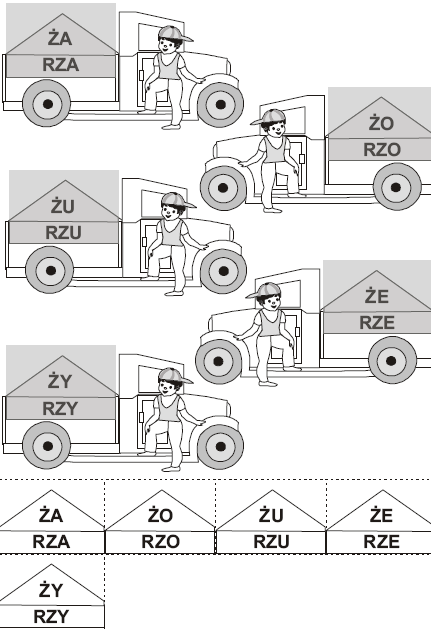 ŻA
RZA
ŻO
RZO
ŻU
RZU
ŻE
RZE
ŻY
RZY
ŻA ŻO ŻU ŻE
RZA RZO RZU RZE
ŻY
RZY